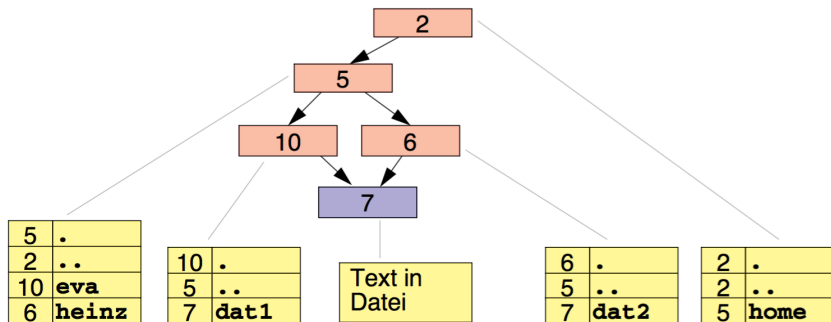 2
5
10 6
7
5 .
2 ..
10 eva
6 heinz
10 .
5 ..
7 dat1
Text in
Datei
6 .
5 ..
7 dat2
2 .
2 ..
5 home